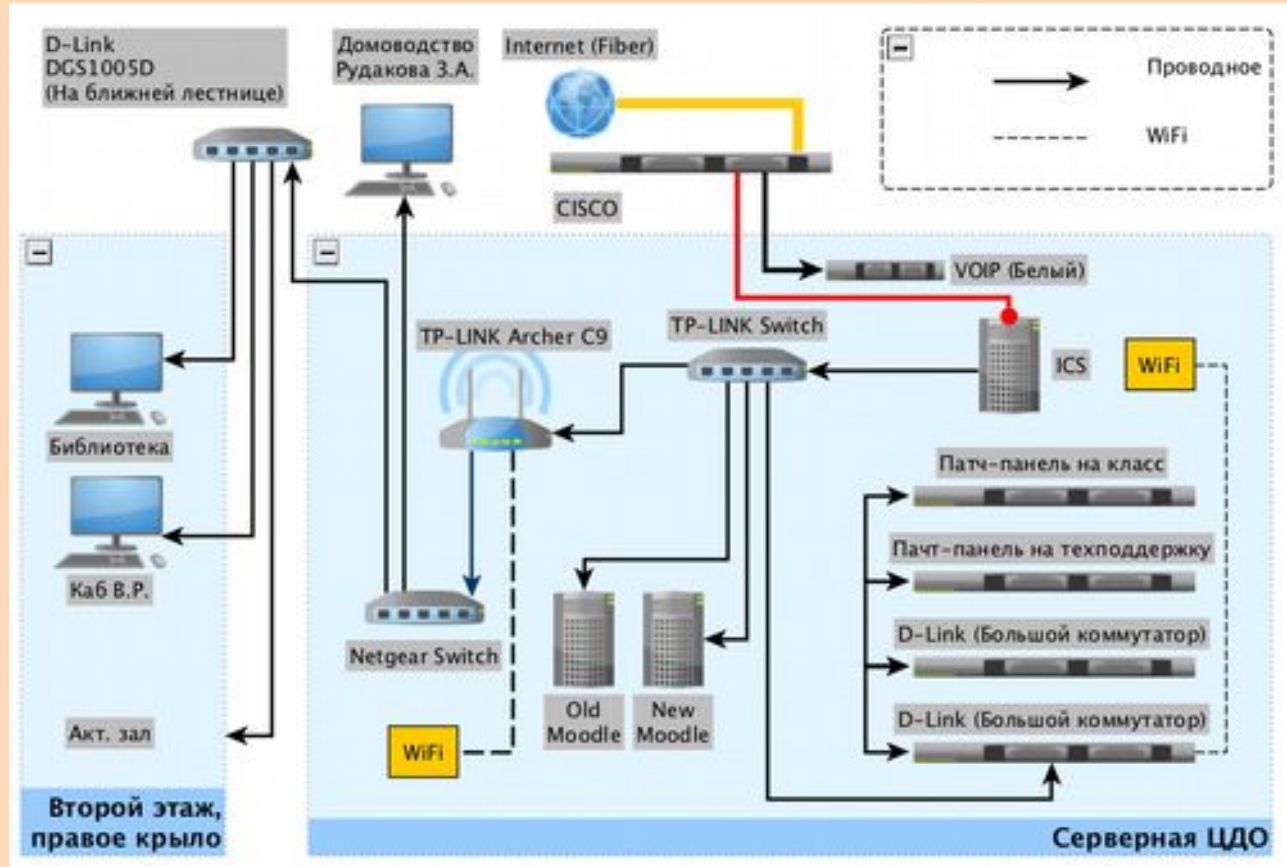 D-Link
DGS1005D
(На ближней лестнице)
Домоводство
Рудакова З.А.
Internet (Fiber)
Проводное
WiFi
CISCO
VOIP (Белый)
TP-LINK Archer C9
TP-LINK Switch
ICS
WiFi
Библиотека
Патч-панель на класс
Пачт-панель на техподдержку
Каб В.Р.
Netgear Switch
D-Link (Большой коммутатор)
D-Link (Большой коммутатор)
Old
Moodle
New
Moodle
Акт. зал
WiFi
Второй этаж,
правое крыло
Серверная ЦДО